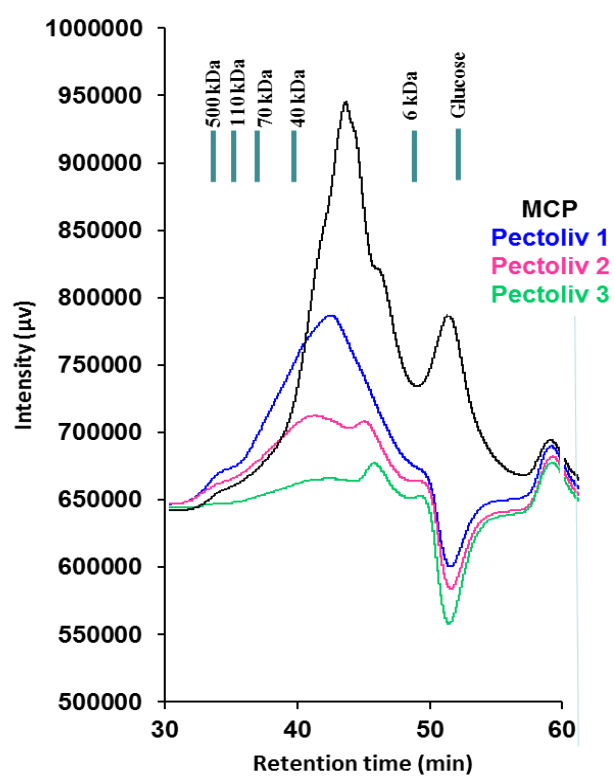 1000000
950000
900000
850000
800000
750000
700000
650000
600000
550000
500000
Intensity (µv)
500 kDa
110 kDa
70 kDa
40 kDa
6 kDa
Glucose
MCP
Pectoliv 1
Pectoliv 2
Pectoliv 3
30
40
50
60
Retention time (min)